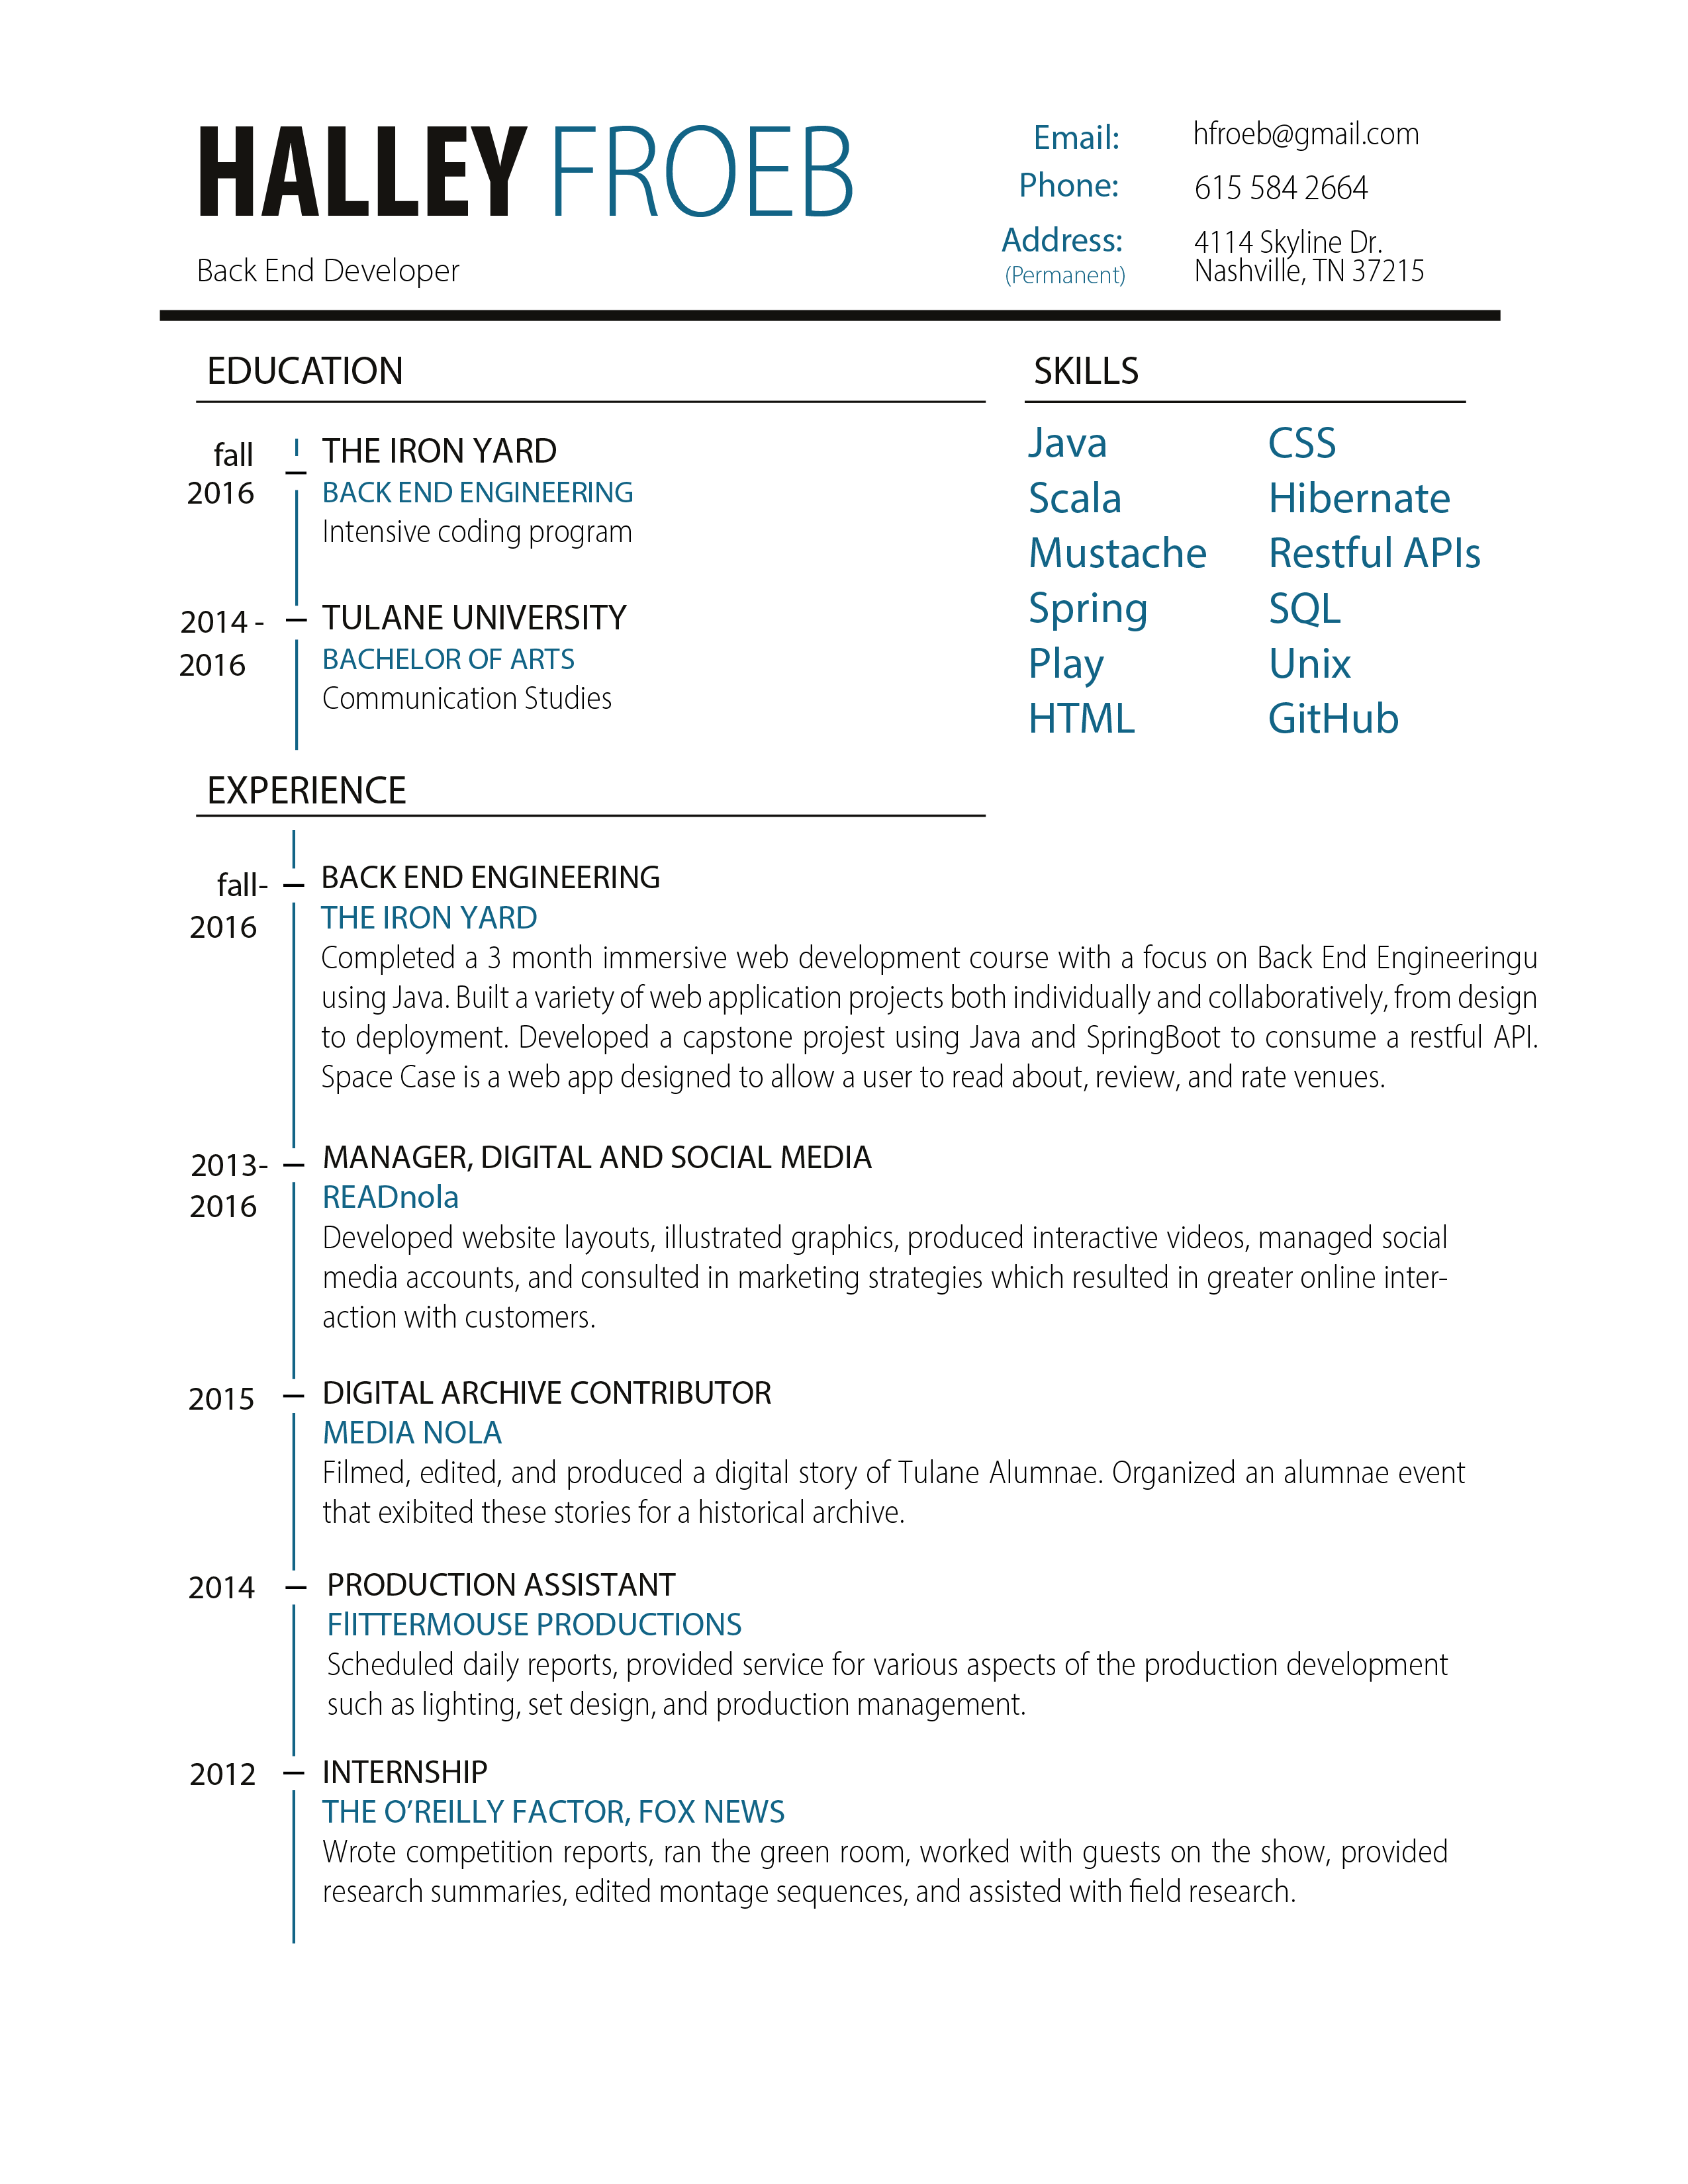 HALLEY FROEB
Back End Developer
Email: hfroeb@gmail.com
Phone: 615 584 2664
Address: 4114 Skyline Dr.
(Permanent) Nashville, TN 37215
EDUCATION
fall THE IRON YARD
2016 BACK END ENGINEERING
Intensive coding program
2014 - TULANE UNIVERSITY
2016 BACHELOR OF ARTS
Communication Studies
SKILLS
Java CSS
Scala Hibernate
Mustache Restful APIs
Spring SQL
Play Unix
HTML GitHub
EXPERIENCE
fall- BACK END ENGINEERING
2016 THE IRON YARD
Completed a 3 month immersive web development course with a focus on Back End Engineeringu
using Java. Built a variety of web application projects both individually and collaboratively, from design
to deployment. Developed a capstone projest using Java and SpringBoot to consume a restful API.
Space Case is a web app designed to allow a user to read about, review, and rate venues.
2013- MANAGER, DIGITAL AND SOCIAL MEDIA
2016 READnola
Developed website layouts, illustrated graphics, produced interactive videos, managed social
media accounts, and consulted in marketing strategies which resulted in greater online inter-
action with customers.
2015 DIGITAL ARCHIVE CONTRIBUTOR
MEDIA NOLA
Filmed, edited, and produced a digital story of Tulane Alumnae. Organized an alumnae event
that exibited these stories for a historical archive.
2014 PRODUCTION ASSISTANT
FlITTERMOUSE PRODUCTIONS
Scheduled daily reports, provided service for various aspects of the production development
such as lighting, set design, and production management.
2012 INTERNSHIP
THE O'REILLY FACTOR, FOX NEWS
Wrote competition reports, ran the green room, worked with guests on the show, provided
research summaries, edited montage sequences, and assisted with field research.